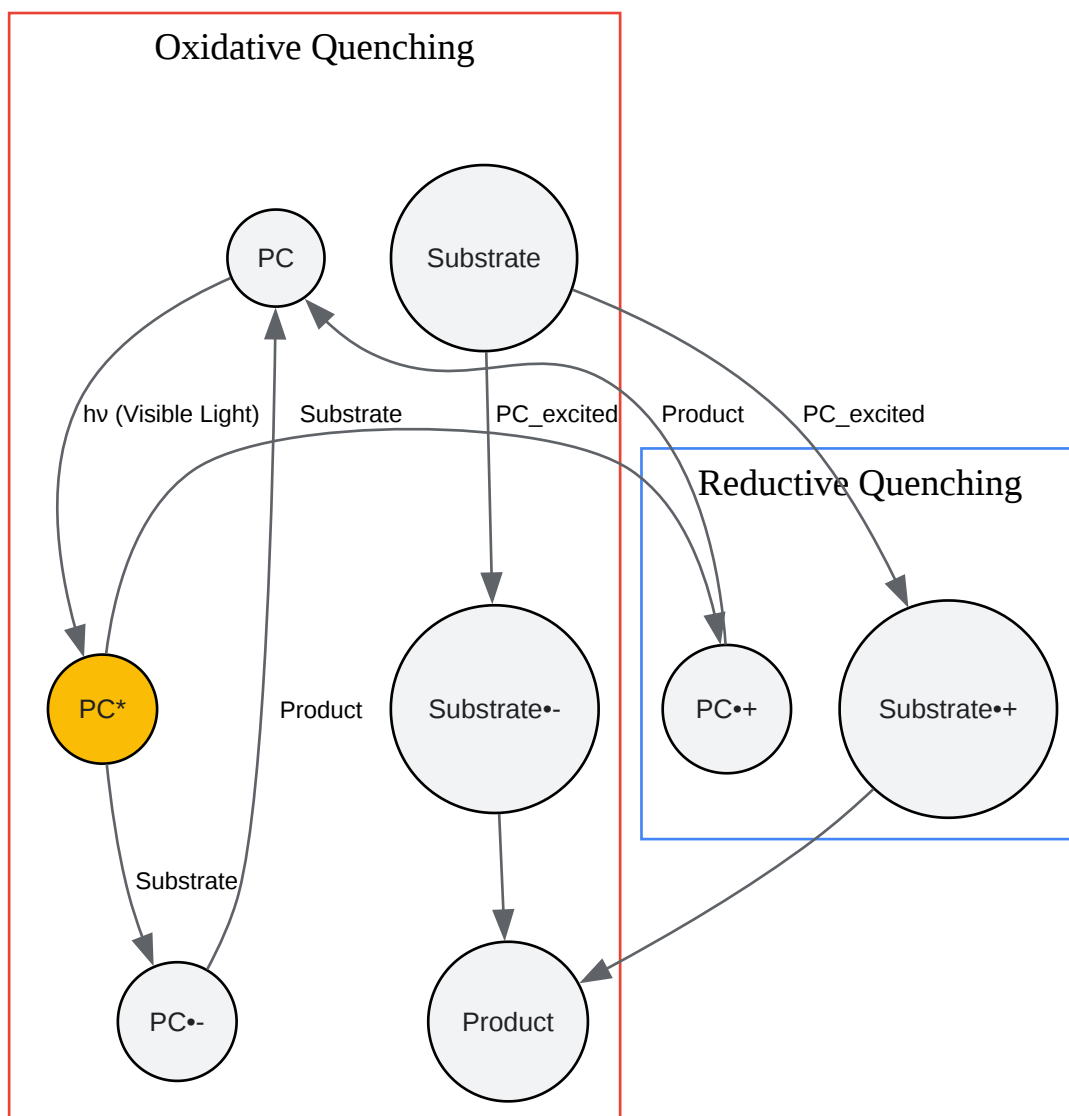 Oxidative Quenching
PC
Substrate
hν (Visible Light)
Substrate
PC_excited
Product
PC_excited
Reductive Quenching
PC*
Product
Substrate•-
PC•+
Substrate•+
Substrate
PC•-
Product